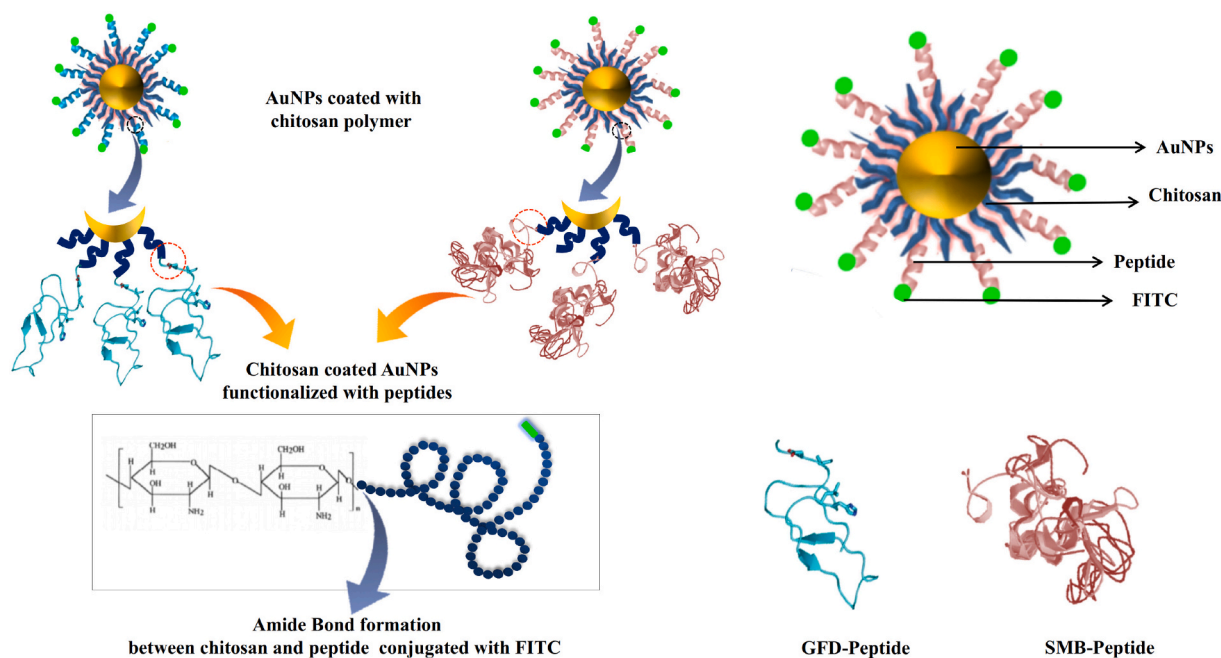 AuNPs coated with
chitosan polymer
AuNPs
Chitosan
Peptide
FITC
Chitosan coated AuNPs
functionalized with peptides
CH₂OH
CH₂OH
O
O
OH
OH
O
O
NH₂
NH₂
n
H
H
H
H
H
H
H
H
H
H
Amide Bond formation
between chitosan and peptide conjugated with FITC
GFD-Peptide
SMB-Peptide